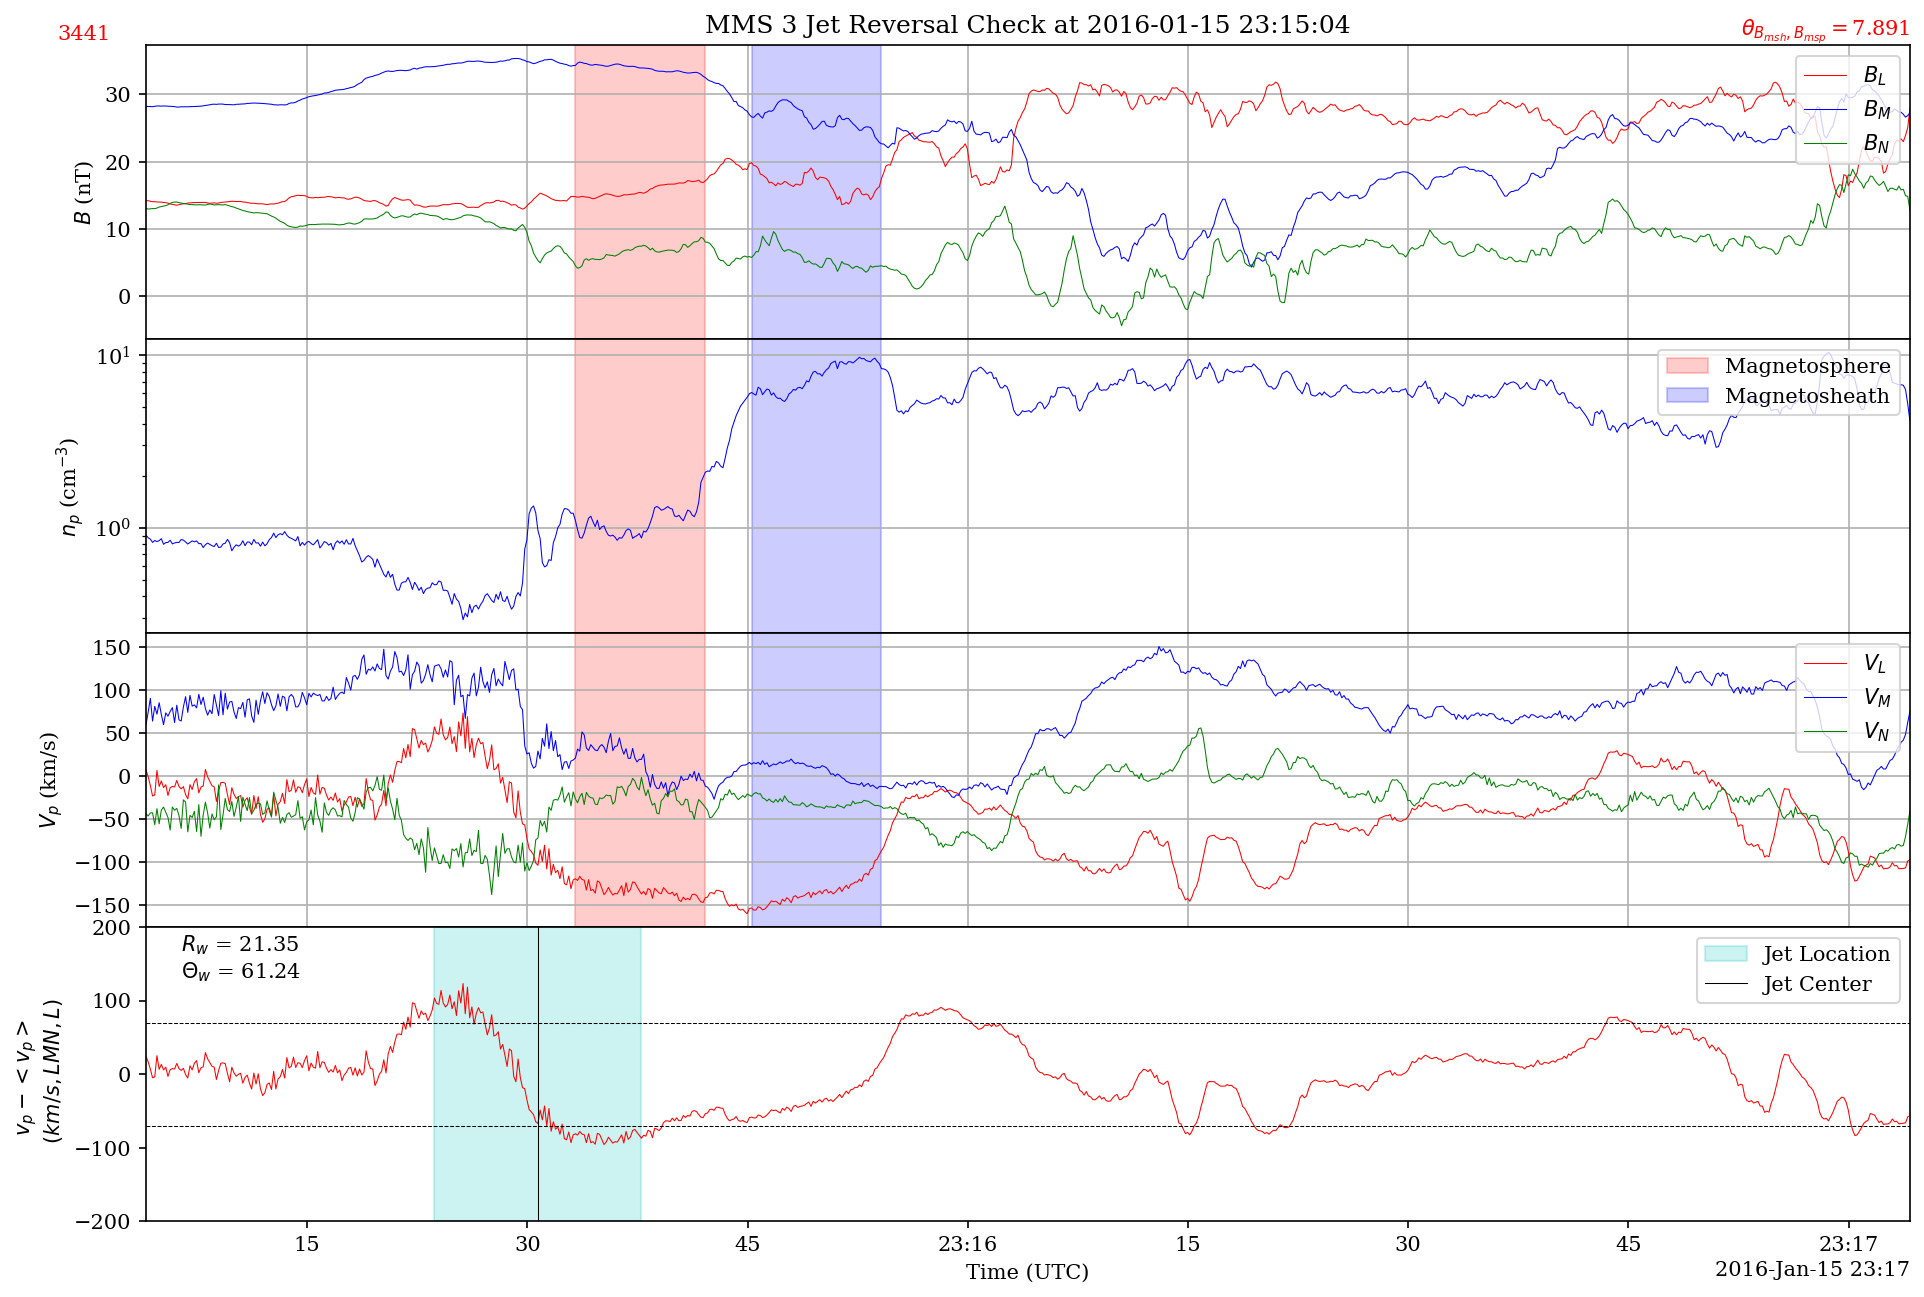 MMS 3 Jet Reversal Check at 2016-01-15 23:15:04
3441
θ_{B_{msh}, B_{msp}} = 7.891
B (nT)
30
20
10
0
B_L
B_M
B_N
n_p (cm^{-3})
10^1
10^0
Magnetosphere
Magnetosheath
V_p (km/s)
150
100
50
0
−50
−100
−150
V_L
V_M
V_N
v_p − <v_p>
(km/s, LMN, L)
200
100
0
−100
−200
R_w = 21.35
Θ_w = 61.24
Jet Location
Jet Center
15 30 45 23:16 15 30 45 23:17
Time (UTC)
2016-Jan-15 23:17